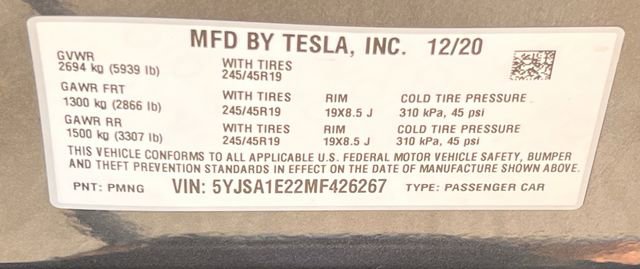 MFD BY TESLA, INC. 12/20
GVWR
2694 kg (5939 lb) WITH TIRES
245/45R19
GAWR FRT
1300 kg (2866 lb) WITH TIRES RIM COLD TIRE PRESSURE
245/45R19 19X8.5 J 310 kPa, 45 psi
GAWR RR
1500 kg (3307 lb) WITH TIRES RIM COLD TIRE PRESSURE
245/45R19 19X8.5 J 310 kPa, 45 psi
THIS VEHICLE CONFORMS TO ALL APPLICABLE U.S. FEDERAL MOTOR VEHICLE SAFETY, BUMPER
AND THEFT PREVENTION STANDARDS IN EFFECT ON THE DATE OF MANUFACTURE SHOWN ABOVE.
PNT: PMNG VIN: 5YJSA1E22MF426267 TYPE: PASSENGER CAR